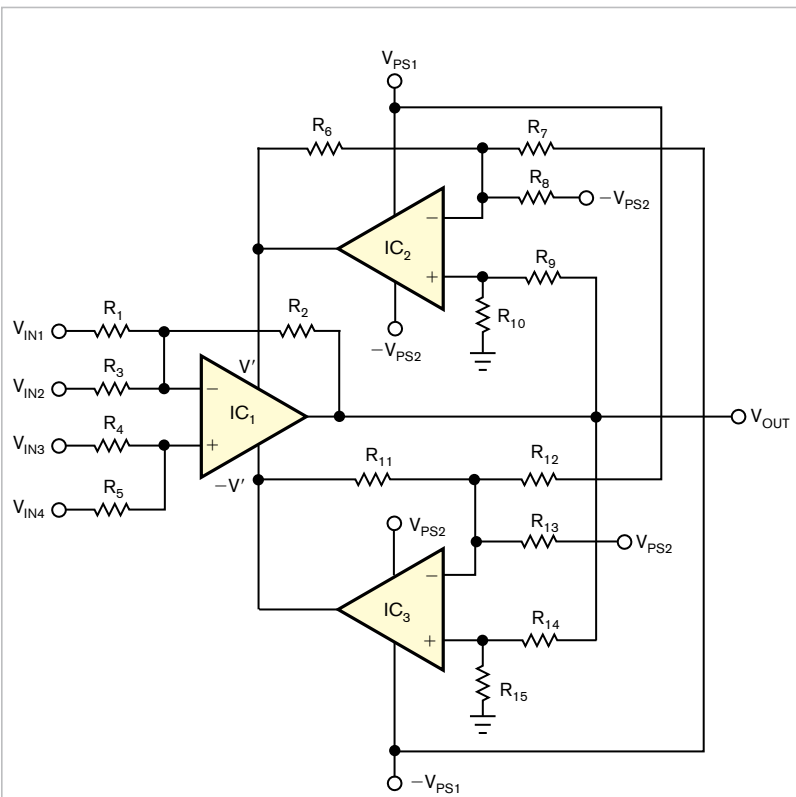 V_PS1
R_6
R_7
R_8
−V_PS2
−
IC_2
+
R_9
R_10
−V_PS2
R_1
R_2
V_IN1
R_3
V'
V_IN2
−
IC_1
V_OUT
R_4
V_IN3
+
R_11
R_12
−V'
R_5
V_IN4
V_PS2
R_13
V_PS2
−
IC_3
R_14
+
R_15
−V_PS1